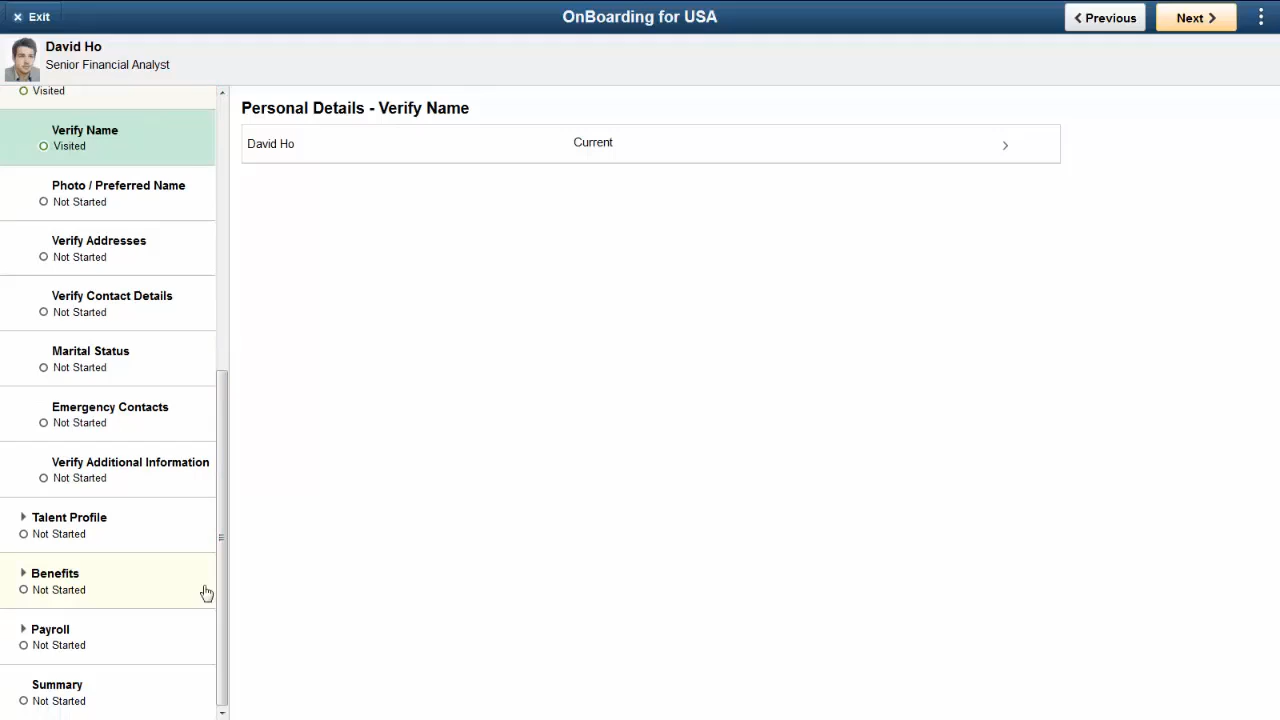 Exit
OnBoarding for USA
Previous
Next
David Ho
Senior Financial Analyst
Visited
Verify Name
Visited
Photo / Preferred Name
Not Started
Verify Addresses
Not Started
Verify Contact Details
Not Started
Marital Status
Not Started
Emergency Contacts
Not Started
Verify Additional Information
Not Started
Talent Profile
Not Started
Benefits
Not Started
Payroll
Not Started
Summary
Not Started
Personal Details - Verify Name
David Ho Current